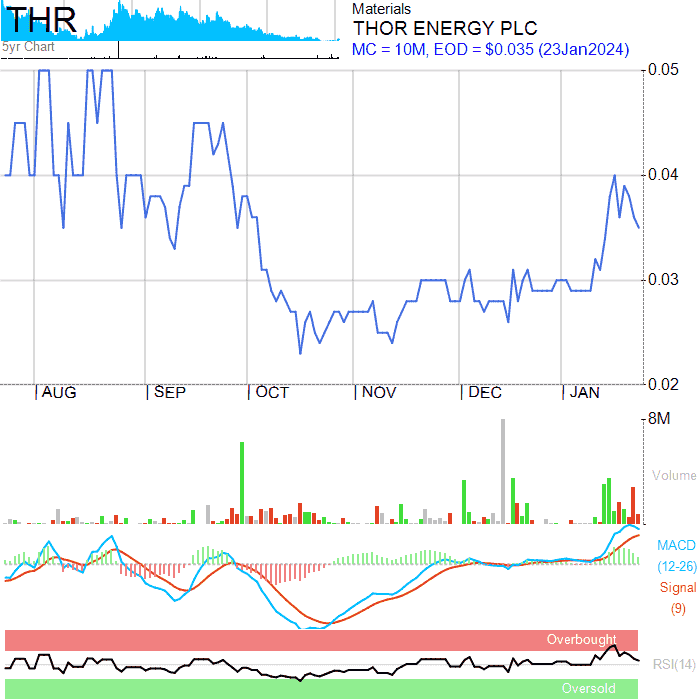 THR
5yr Chart
Materials
THOR ENERGY PLC
MC = 10M, EOD = $0.035 (23Jan2024)
0.05
0.04
0.03
0.02
AUG SEP OCT NOV DEC JAN
8M
Volume
MACD
(12-26)
Signal
(9)
Overbought
RSI(14)
Oversold